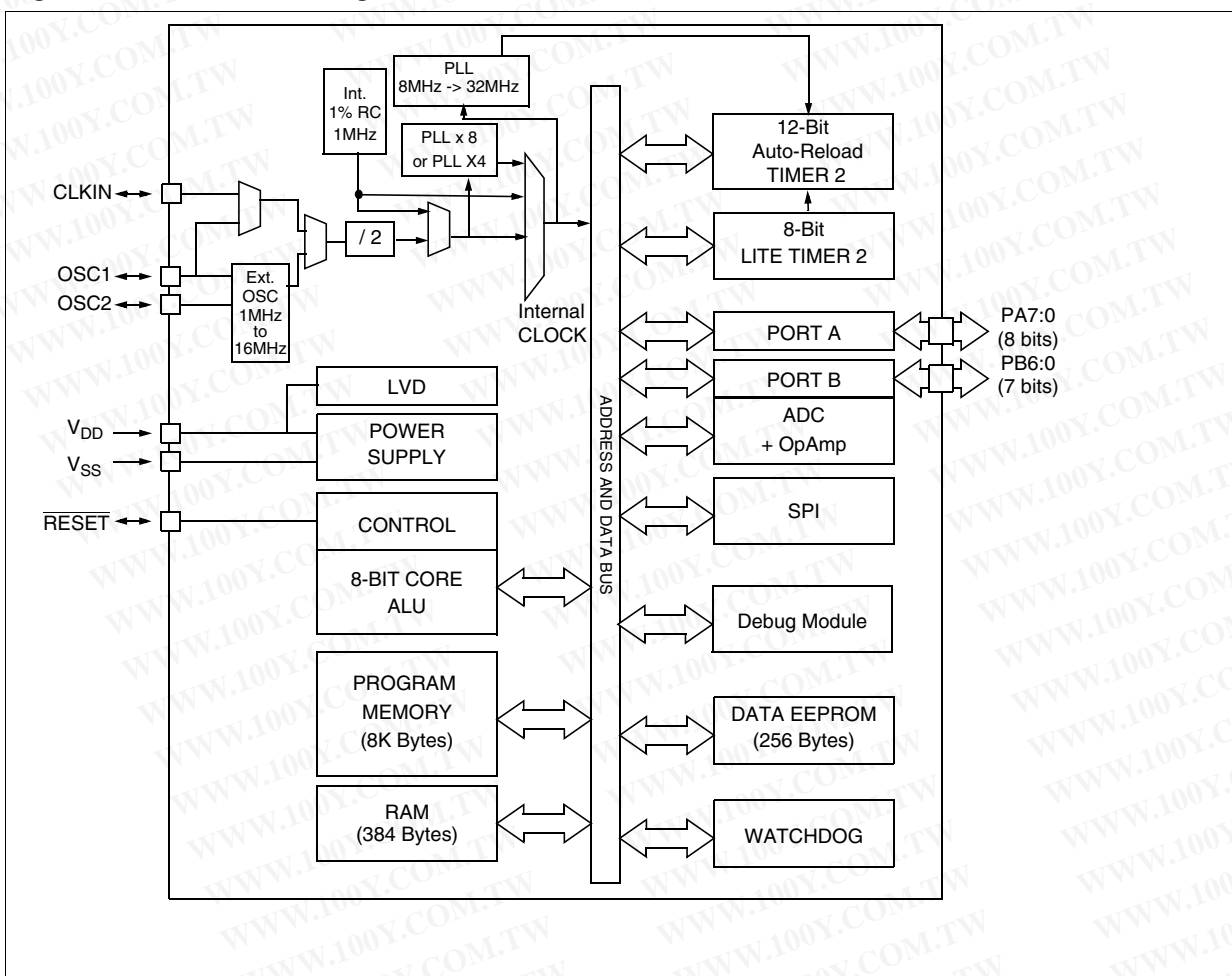 PLL
8MHz -> 32MHz
Int.
1% RC
1MHz
PLL x 8
or PLL X4
12-Bit
Auto-Reload
TIMER 2
CLKIN
/ 2
8-Bit
LITE TIMER 2
OSC1
OSC2
Ext.
OSC
1MHz
to
16MHz
Internal
CLOCK
PORT A
PA7:0
(8 bits)
PORT B
PB6:0
(7 bits)
LVD
ADC
+ OpAmp
VDD
VSS
POWER
SUPPLY
ADDRESS AND DATA BUS
RESET
CONTROL
SPI
8-BIT CORE
ALU
Debug Module
PROGRAM
MEMORY
(8K Bytes)
DATA EEPROM
(256 Bytes)
RAM
(384 Bytes)
WATCHDOG
WWW.100Y.COM.TW